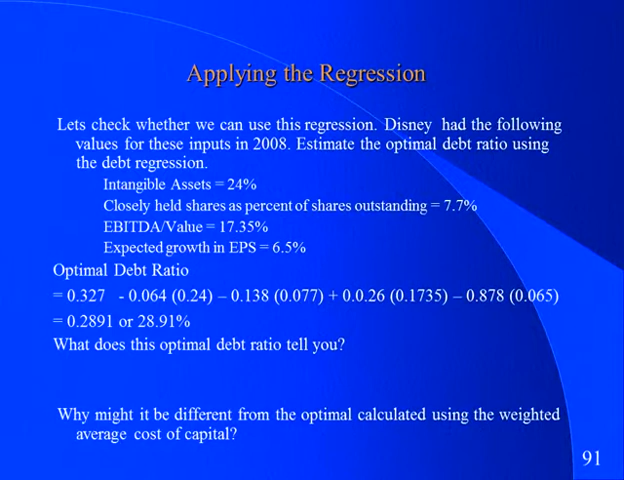 Applying the Regression
Lets check whether we can use this regression. Disney had the following
values for these inputs in 2008. Estimate the optimal debt ratio using
the debt regression.
Intangible Assets = 24%
Closely held shares as percent of shares outstanding = 7.7%
EBITDA/Value = 17.35%
Expected growth in EPS = 6.5%
Optimal Debt Ratio
= 0.327 - 0.064 (0.24) – 0.138 (0.077) + 0.0.26 (0.1735) – 0.878 (0.065)
= 0.2891 or 28.91%
What does this optimal debt ratio tell you?
Why might it be different from the optimal calculated using the weighted
average cost of capital?
91